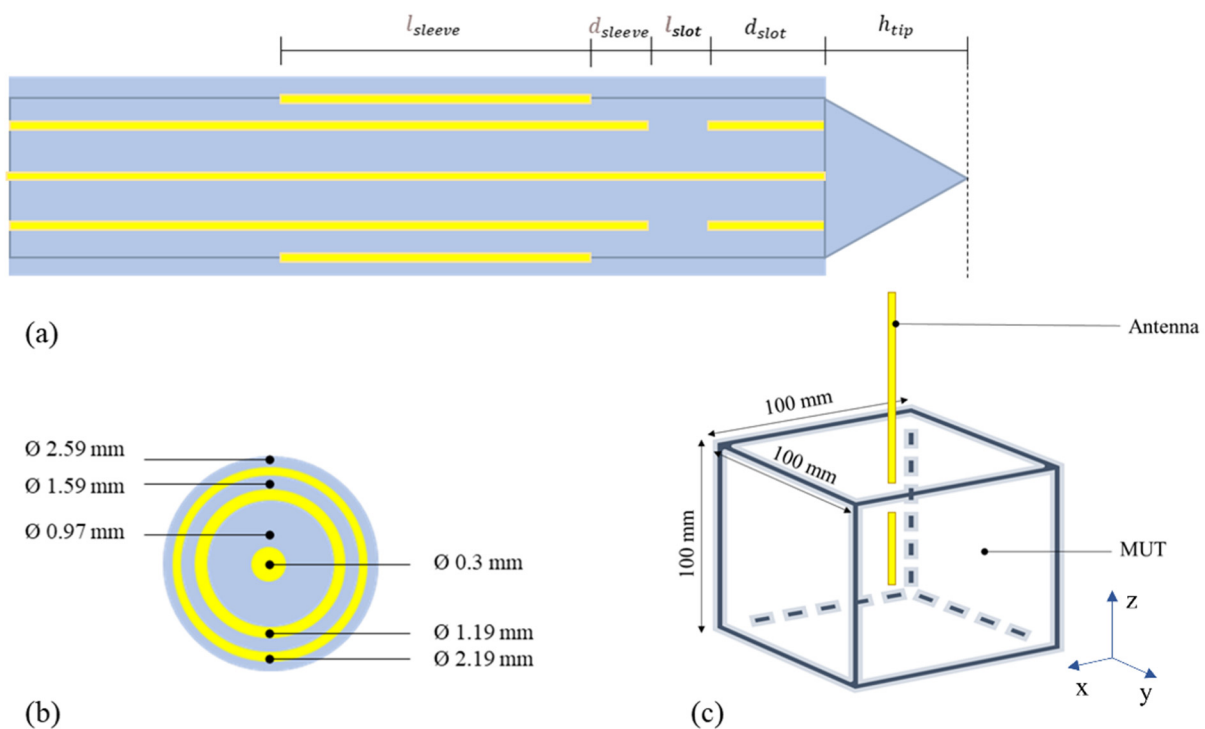 l_sleeve d_sleeve l_slot d_slot h_tip
(a)
Antenna
100 mm
100 mm
100 mm
MUT
z
x
y
Ø 2.59 mm
Ø 1.59 mm
Ø 0.97 mm
Ø 0.3 mm
Ø 1.19 mm
Ø 2.19 mm
(b)
(c)